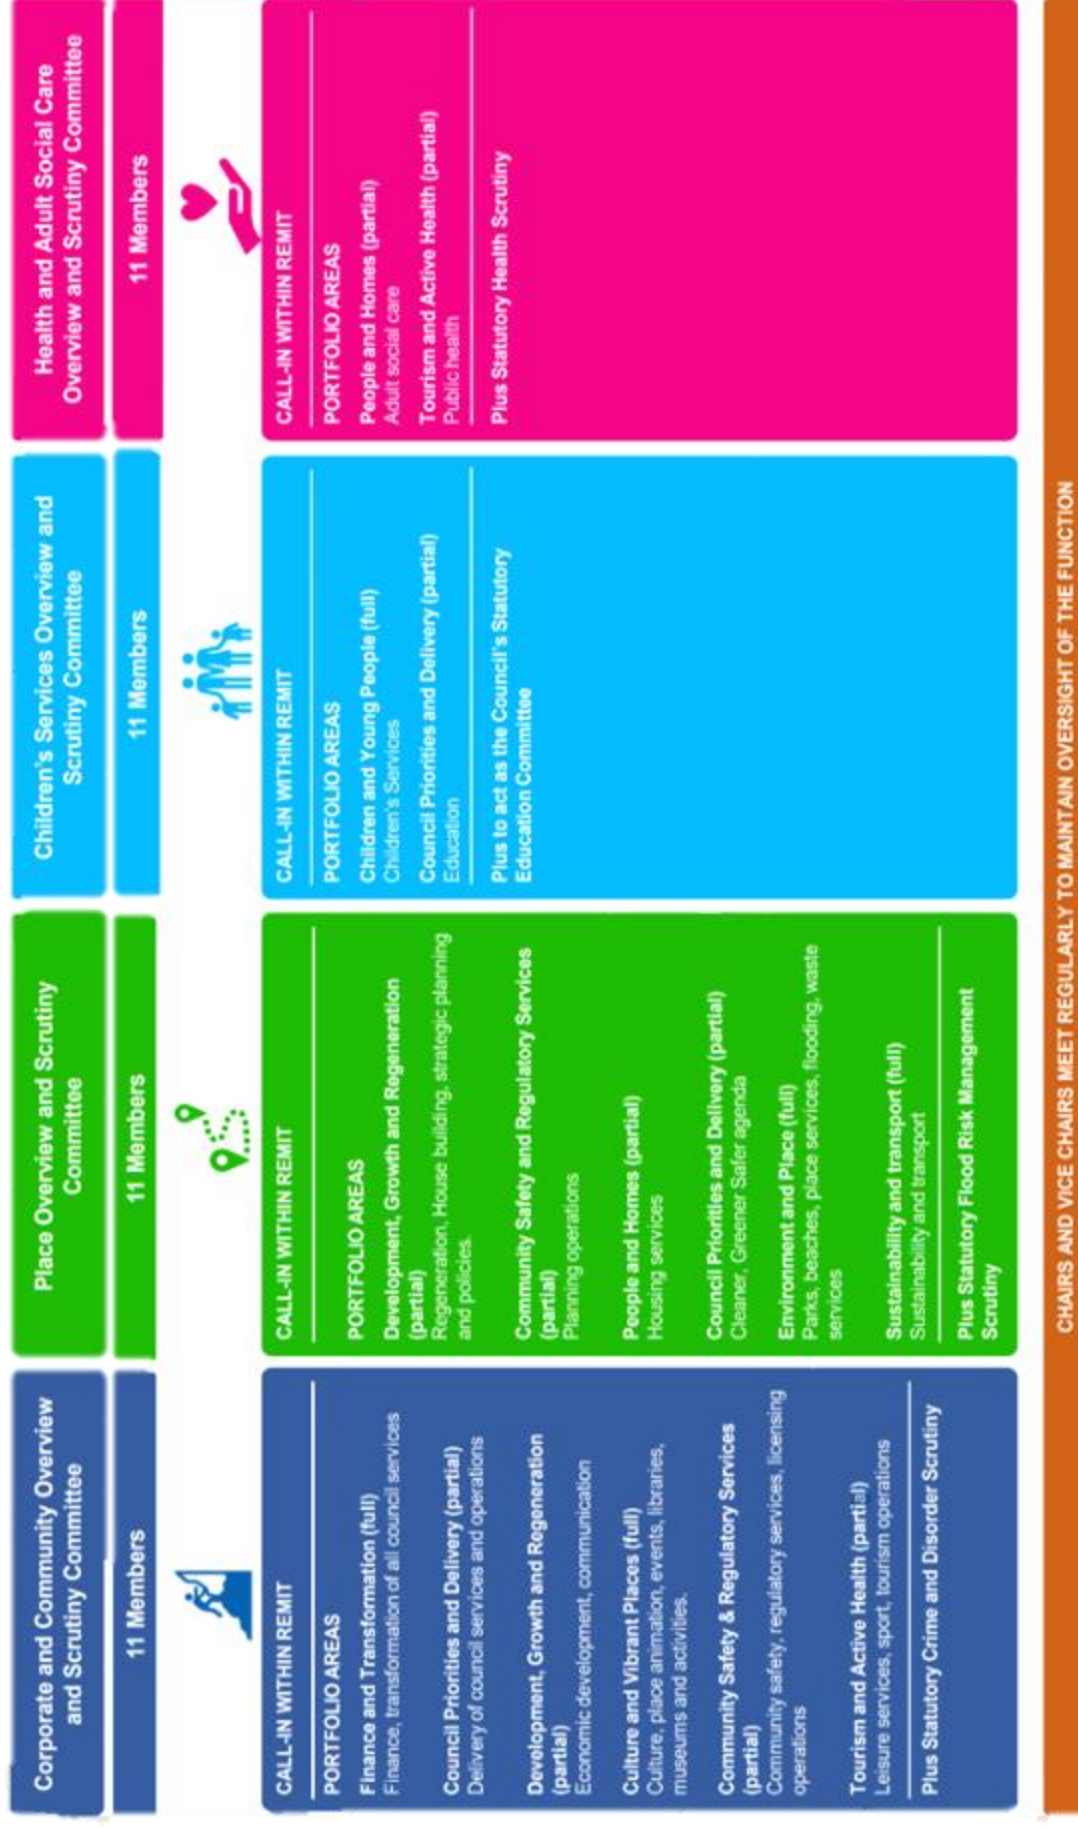 Corporate and Community Overview
and Scrutiny Committee
11 Members
CALL-IN WITHIN REMIT
PORTFOLIO AREAS
Finance and Transformation (full)
Finance, transformation of all council services
Council Priorities and Delivery (partial)
Delivery of council services and operations
Development, Growth and Regeneration
(partial)
Economic development, communication
Culture and Vibrant Places (full)
Culture, place animation, events, libraries,
museums and activities.
Community Safety & Regulatory Services
(partial)
Community safety, regulatory services, licensing
operations
Tourism and Active Health (partial)
Leisure services, sport, tourism operations
Plus Statutory Crime and Disorder Scrutiny
Place Overview and Scrutiny
Committee
11 Members
CALL-IN WITHIN REMIT
PORTFOLIO AREAS
Development, Growth and Regeneration
(partial)
Regeneration, House building, strategic planning
and policies.
Community Safety and Regulatory Services
(partial)
Planning operations
People and Homes (partial)
Housing services
Council Priorities and Delivery (partial)
Cleaner, Greener Safer agenda
Environment and Place (full)
Parks, beaches, place services, flooding, waste
services
Sustainability and transport (full)
Sustainability and transport
Plus Statutory Flood Risk Management
Scrutiny
Children's Services Overview and
Scrutiny Committee
11 Members
CALL-IN WITHIN REMIT
PORTFOLIO AREAS
Children and Young People (full)
Children's Services
Council Priorities and Delivery (partial)
Education
Plus to act as the Council's Statutory
Education Committee
Health and Adult Social Care
Overview and Scrutiny Committee
11 Members
CALL-IN WITHIN REMIT
PORTFOLIO AREAS
People and Homes (partial)
Adult social care
Tourism and Active Health (partial)
Public health
Plus Statutory Health Scrutiny
CHAIRS AND VICE CHAIRS MEET REGULARLY TO MAINTAIN OVERSIGHT OF THE FUNCTION